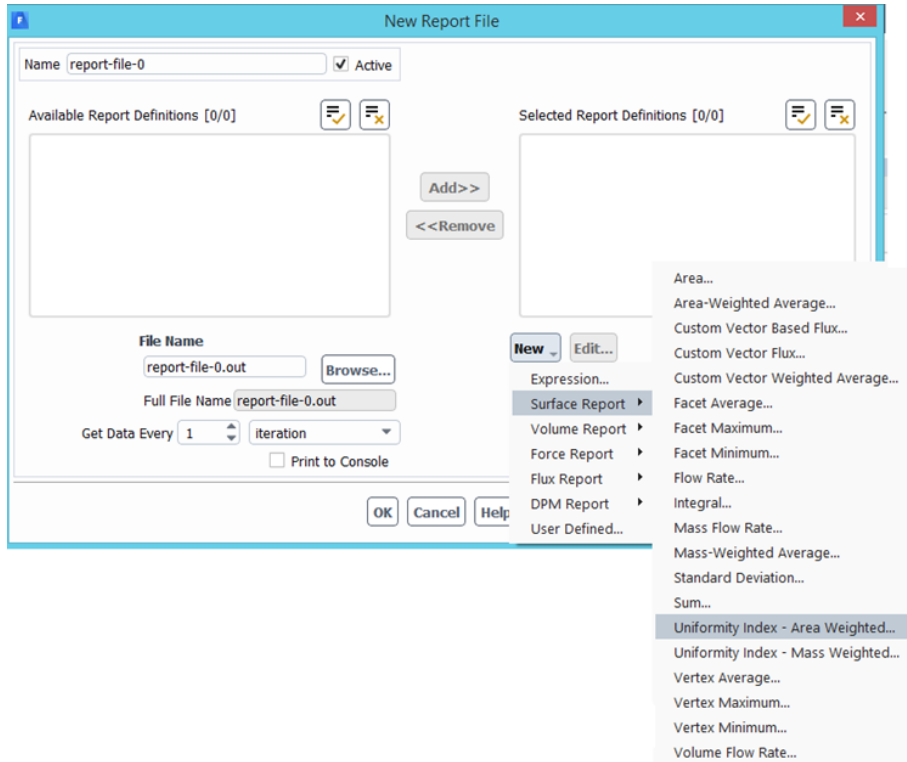 New Report File
Name report-file-0 Active
Available Report Definitions [0/0]
Selected Report Definitions [0/0]
Add>>
<<Remove
File Name
report-file-0.out Browse...
Full File Name report-file-0.out
Get Data Every 1 iteration
Print to Console
OK Cancel Help
New Edit...
Expression...
Surface Report
Volume Report
Force Report
Flux Report
DPM Report
User Defined...
Area...
Area-Weighted Average...
Custom Vector Based Flux...
Custom Vector Flux...
Custom Vector Weighted Average...
Facet Average...
Facet Maximum...
Facet Minimum...
Flow Rate...
Integral...
Mass Flow Rate...
Mass-Weighted Average...
Standard Deviation...
Sum...
Uniformity Index - Area Weighted...
Uniformity Index - Mass Weighted...
Vertex Average...
Vertex Maximum...
Vertex Minimum...
Volume Flow Rate...